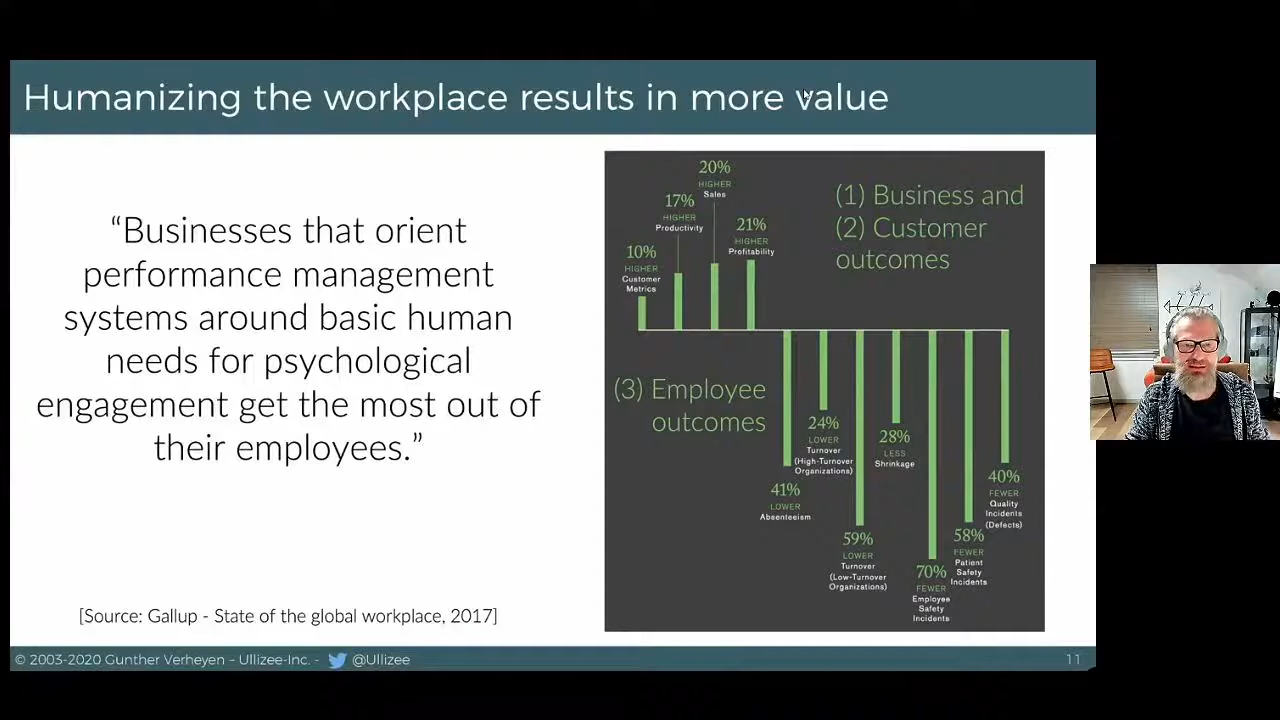 Humanizing the workplace results in more value
“Businesses that orient
performance management
systems around basic human
needs for psychological
engagement get the most out of
their employees.”
[Source: Gallup - State of the global workplace, 2017]
(1) Business and
(2) Customer
outcomes
10%
HIGHER
Customer
Metrics
17%
HIGHER
Productivity
20%
HIGHER
Sales
21%
HIGHER
Profitability
(3) Employee
outcomes
41%
LOWER
Absenteeism
24%
LOWER
Turnover
(High-Turnover
Organizations)
59%
LOWER
Turnover
(Low-Turnover
Organizations)
28%
LESS
Shrinkage
70%
FEWER
Employee
Safety
Incidents
58%
FEWER
Patient
Safety
Incidents
40%
FEWER
Quality
Incidents
(Defects)
© 2003-2020 Gunther Verheyen – Ullizee-Inc. - @Ullizee
11